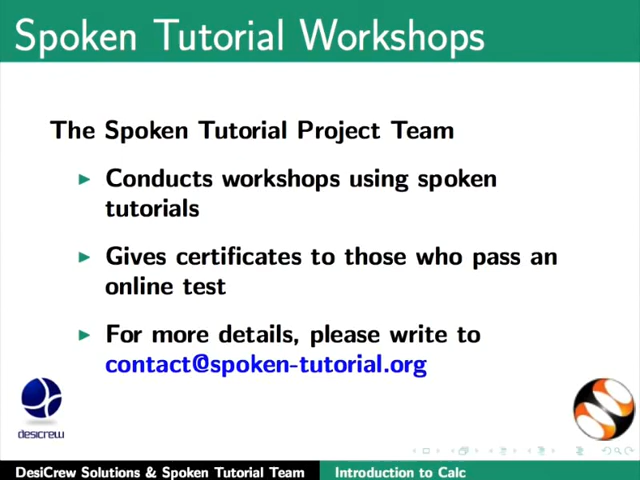 Spoken Tutorial Workshops
The Spoken Tutorial Project Team
Conducts workshops using spoken
tutorials
Gives certificates to those who pass an
online test
For more details, please write to
contact@spoken-tutorial.org
desicrew
DesiCrew Solutions & Spoken Tutorial Team
Introduction to Calc